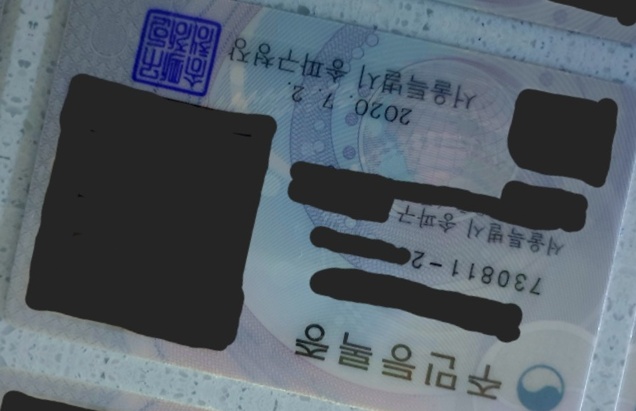 주민등록증
730811-2
서울특별시 송파구
2020. 7. 2.
서울특별시 송파구청장